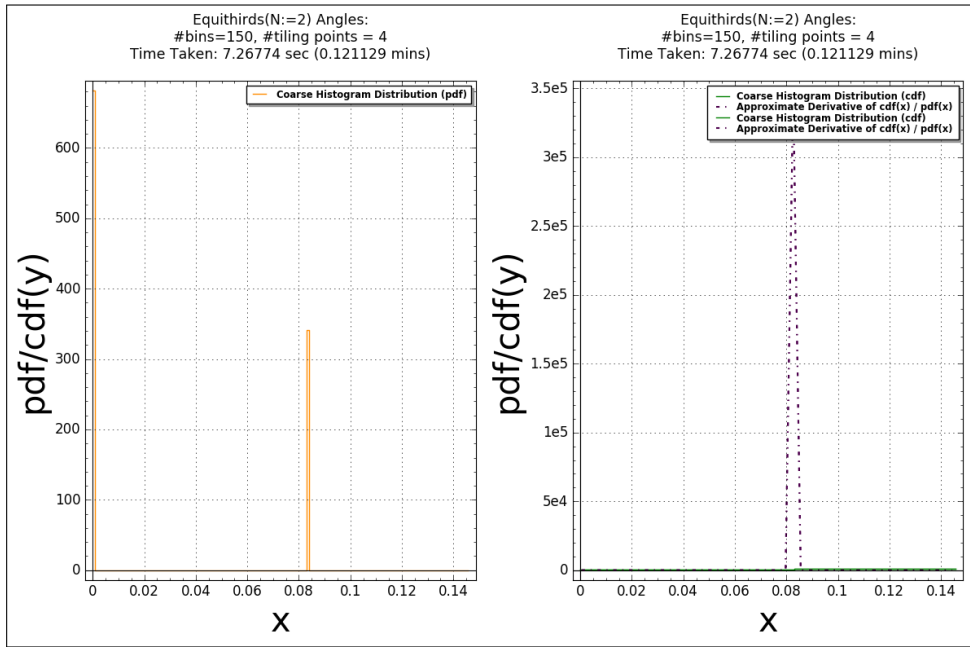 Equithirds(N:=2) Angles:
#bins=150, #tiling points = 4
Time Taken: 7.26774 sec (0.121129 mins)
Coarse Histogram Distribution (pdf)
600
500
400
300
200
100
0
pdf/cdf(y)
0 0.02 0.04 0.06 0.08 0.1 0.12 0.14
x
Equithirds(N:=2) Angles:
#bins=150, #tiling points = 4
Time Taken: 7.26774 sec (0.121129 mins)
Coarse Histogram Distribution (cdf)
Approximate Derivative of cdf(x) / pdf(x)
Coarse Histogram Distribution (cdf)
Approximate Derivative of cdf(x) / pdf(x)
3.5e5
3e5
2.5e5
2e5
1.5e5
1e5
5e4
0
pdf/cdf(y)
0 0.02 0.04 0.06 0.08 0.1 0.12 0.14
x